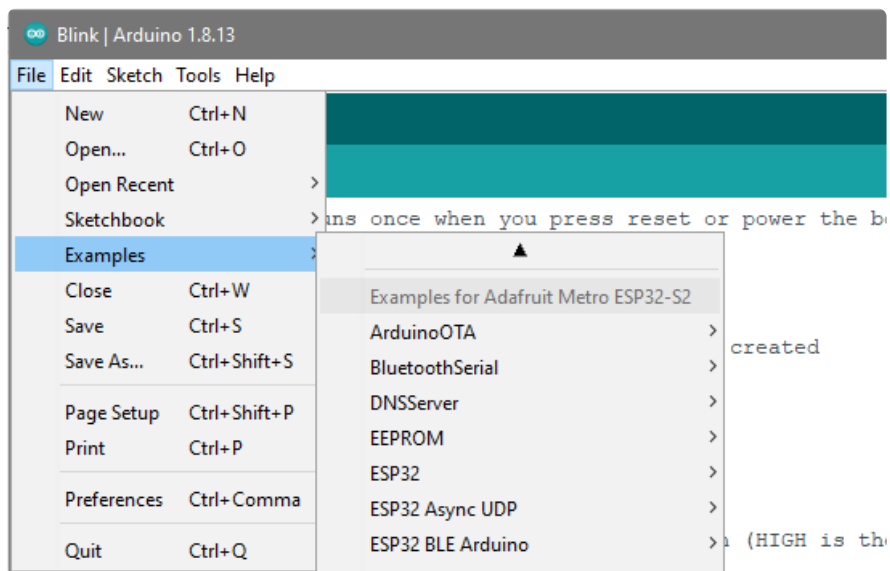 Blink | Arduino 1.8.13
File Edit Sketch Tools Help
New Ctrl+N
Open... Ctrl+O
Open Recent
Sketchbook
Examples
Close Ctrl+W
Save Ctrl+S
Save As... Ctrl+Shift+S
Page Setup Ctrl+Shift+P
Print Ctrl+P
Preferences Ctrl+Comma
Quit Ctrl+Q
once when you press reset or power the
Examples for Adafruit Metro ESP32-S2
ArduinoOTA
BluetoothSerial
DNSServer
EEPROM
ESP32
ESP32 Async UDP
ESP32 BLE Arduino
created
(HIGH is the